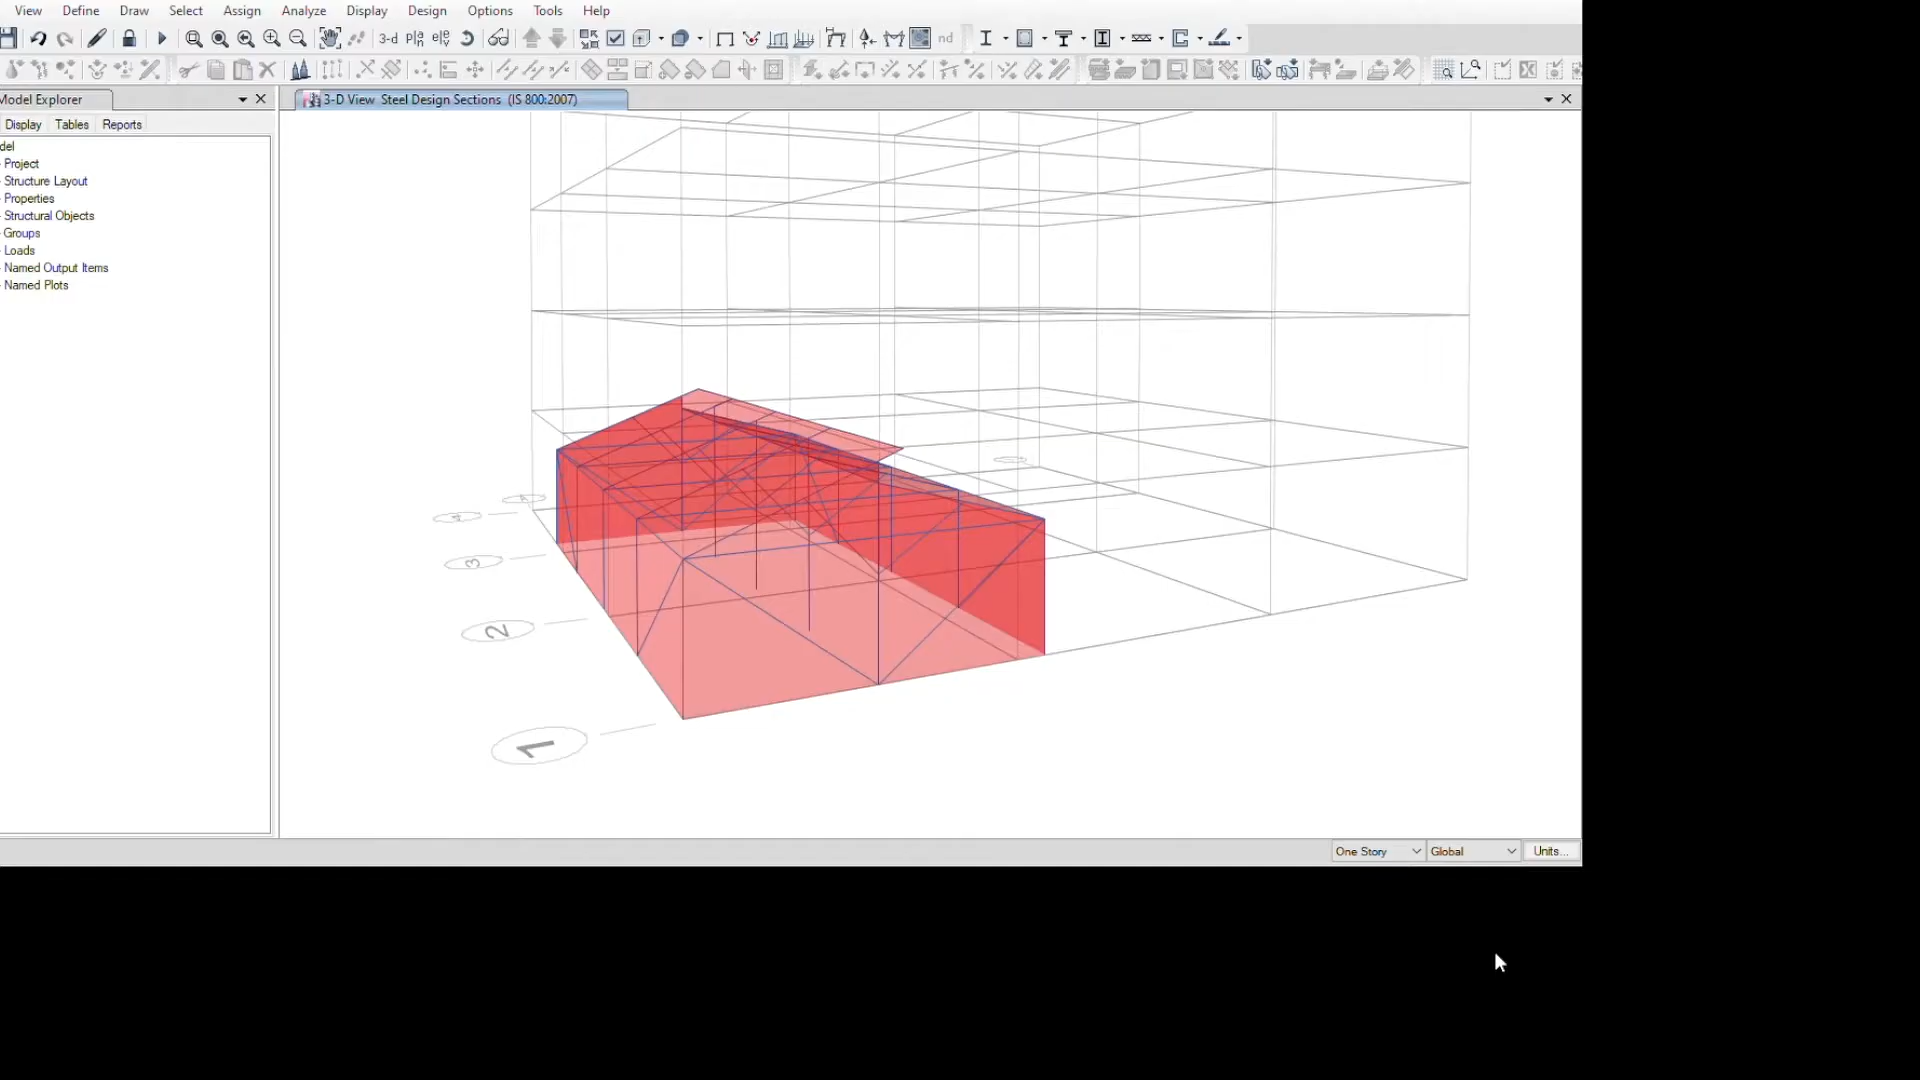 View Define Draw Select Assign Analyze Display Design Options Tools Help
3-d nd
Model Explorer
3-D View Steel Design Sections (IS 800:2007)
Display Tables Reports
del
Project
Structure Layout
Properties
Structural Objects
Groups
Loads
Named Output Items
Named Plots
3
2
1
One Story Global Units...